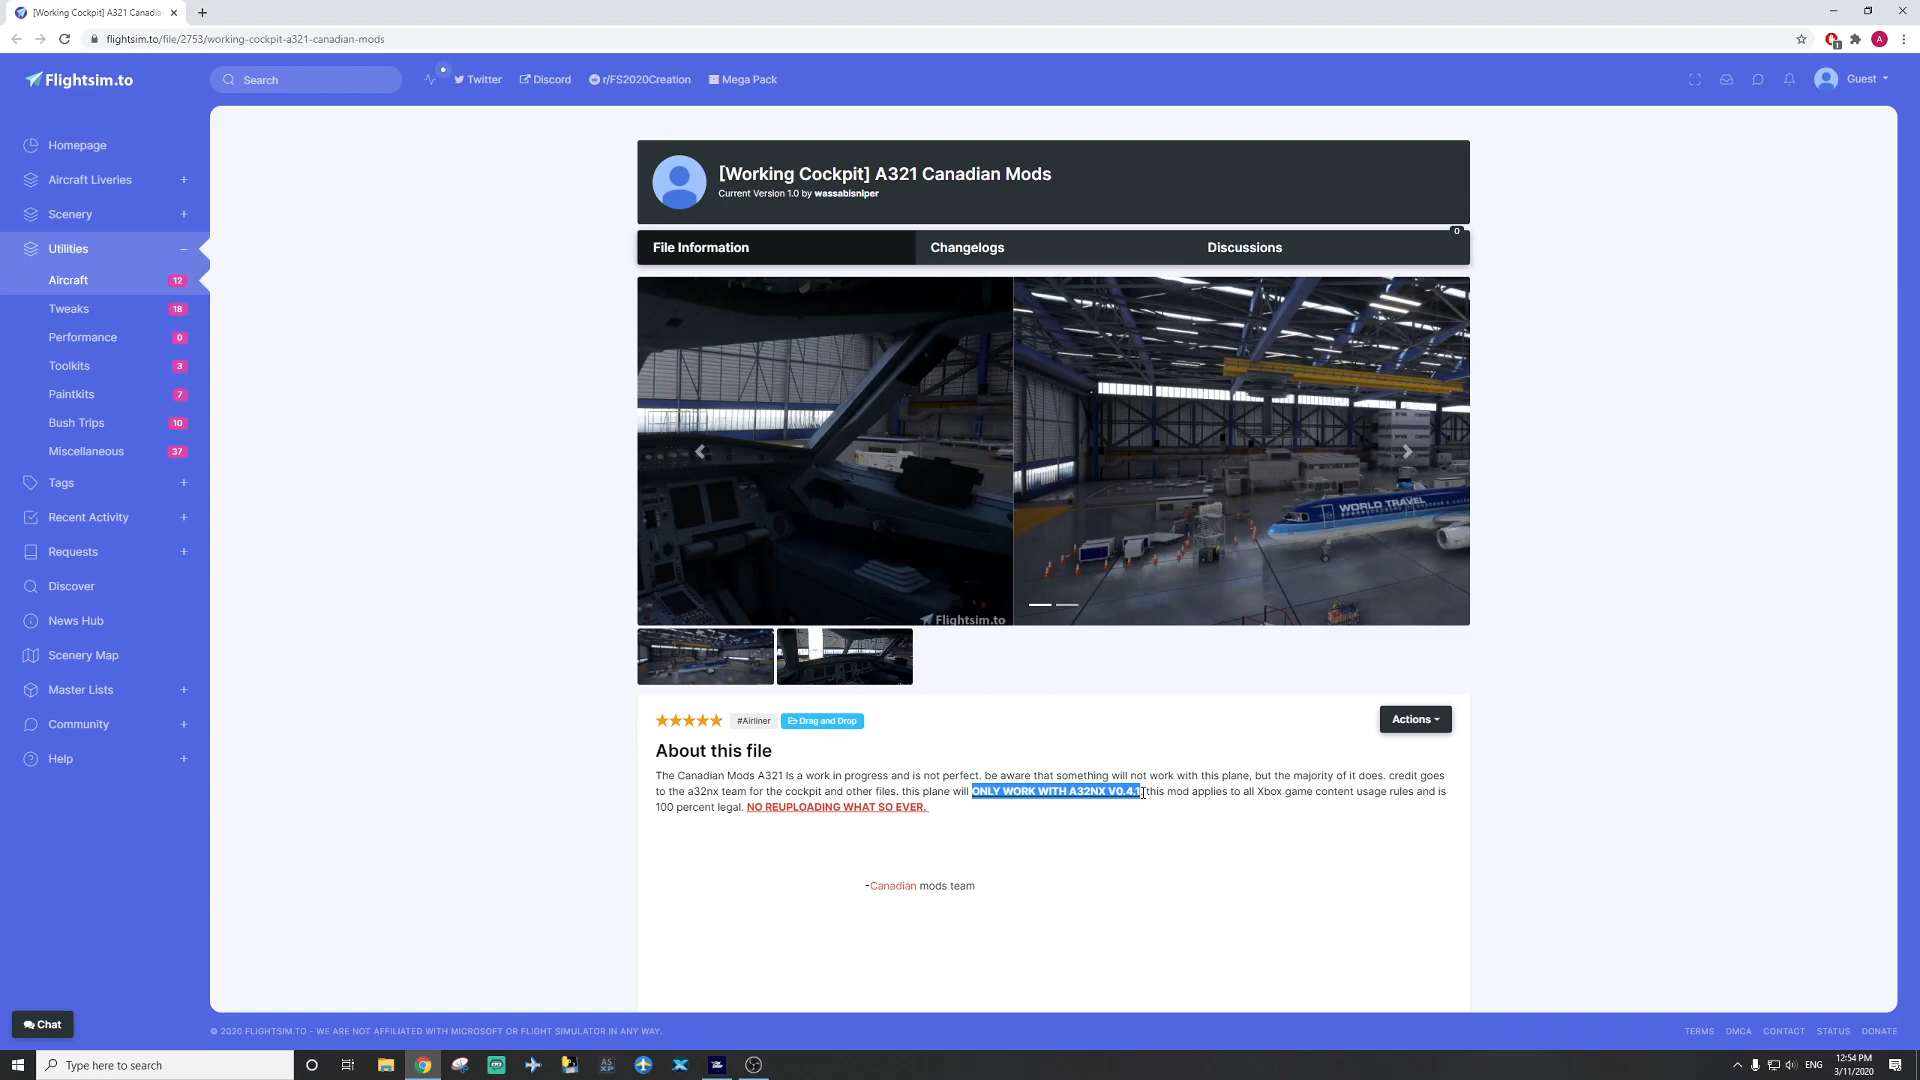 [Working Cockpit] A321 Canadia
flightsim.to/file/2753/working-cockpit-a321-canadian-mods
1
A
Flightsim.to
Search
Twitter
Discord
r/FS2020Creation
Mega Pack
Guest
Homepage
Aircraft Liveries +
Scenery +
Utilities –
Aircraft 12
Tweaks 18
Performance 0
Toolkits 3
Paintkits 7
Bush Trips 10
Miscellaneous 37
Tags +
Recent Activity +
Requests +
Discover
News Hub
Scenery Map
Master Lists +
Community +
Help +
Chat
[Working Cockpit] A321 Canadian Mods
Current Version 1.0 by wassabisniper
File Information
Changelogs
Discussions
0
WORLD TRAVEL
Flightsim.to
#Airliner
Drag and Drop
Actions
About this file
The Canadian Mods A321 Is a work in progress and is not perfect. be aware that something will not work with this plane, but the majority of it does. credit goes
to the a32nx team for the cockpit and other files. this plane will ONLY WORK WITH A32NX V0.4.1. this mod applies to all Xbox game content usage rules and is
100 percent legal. NO REUPLOADING WHAT SO EVER.
-Canadian mods team
© 2020 FLIGHTSIM.TO - WE ARE NOT AFFILIATED WITH MICROSOFT OR FLIGHT SIMULATOR IN ANY WAY.
TERMS
DMCA
CONTACT
STATUS
DONATE
Type here to search
AS
XP
ENG
12:54 PM
3/11/2020